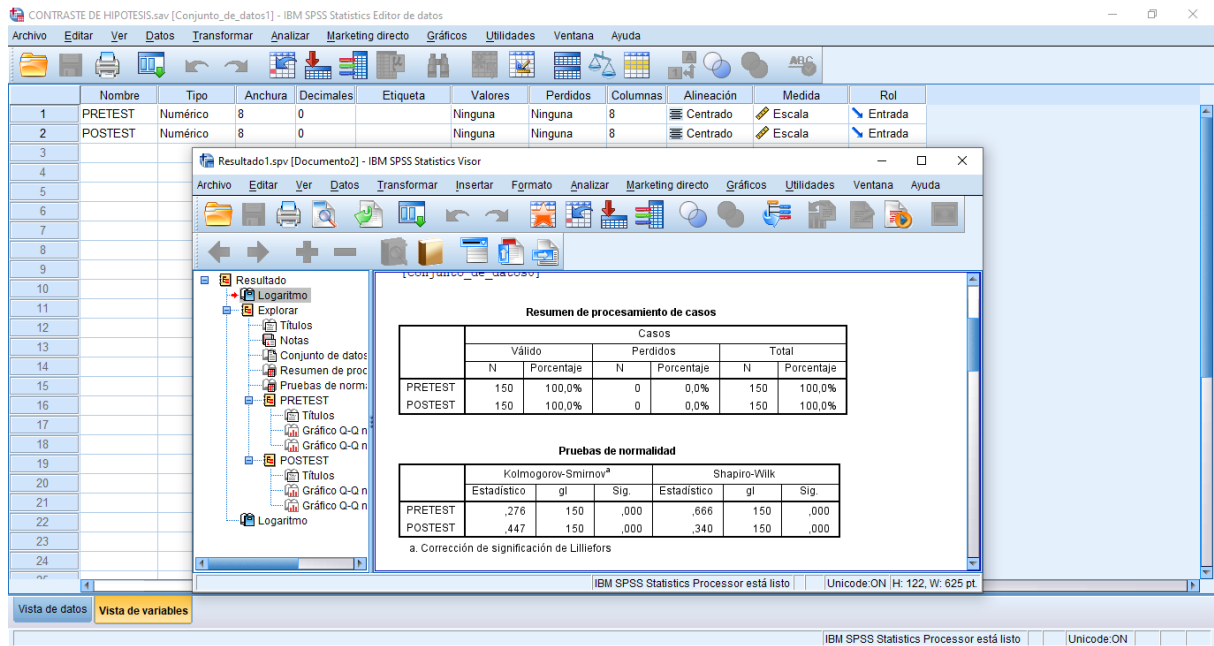 CONTRASTE DE HIPOTESIS.sav [Conjunto_de_datos1] - IBM SPSS Statistics Editor de datos
Archivo Editar Ver Datos Transformar Analizar Marketing directo Gráficos Utilidades Ventana Ayuda
Nombre Tipo Anchura Decimales Etiqueta Valores Perdidos Columnas Alineación Medida Rol
1 PRETEST Numérico 8 0 Ninguna Ninguna 8 Centrado Escala Entrada
2 POSTEST Numérico 8 0 Ninguna Ninguna 8 Centrado Escala Entrada
3
4
5
6
7
8
9
10
11
12
13
14
15
16
17
18
19
20
21
22
23
24
Resultado1.spv [Documento2] - IBM SPSS Statistics Visor
Archivo Editar Ver Datos Transformar Insertar Formato Analizar Marketing directo Gráficos Utilidades Ventana Ayuda
Resultado
Logaritmo
Explorar
Títulos
Notas
Conjunto de datos
Resumen de proc
Pruebas de norma
PRETEST
Títulos
Gráfico Q-Q n
Gráfico Q-Q n
POSTEST
Títulos
Gráfico Q-Q n
Gráfico Q-Q n
Logaritmo
[Conjunto_de_datos0]
Resumen de procesamiento de casos
Casos
Válido Perdidos Total
N Porcentaje N Porcentaje N Porcentaje
PRETEST 150 100,0% 0 0,0% 150 100,0%
POSTEST 150 100,0% 0 0,0% 150 100,0%
Pruebas de normalidad
Kolmogorov-Smirnov^a Shapiro-Wilk
Estadístico gl Sig. Estadístico gl Sig.
PRETEST ,276 150 ,000 ,666 150 ,000
POSTEST ,447 150 ,000 ,340 150 ,000
a. Corrección de significación de Lilliefors
IBM SPSS Statistics Processor está listo Unicode:ON H: 122, W: 625 pt.
Vista de datos Vista de variables
IBM SPSS Statistics Processor está listo Unicode:ON